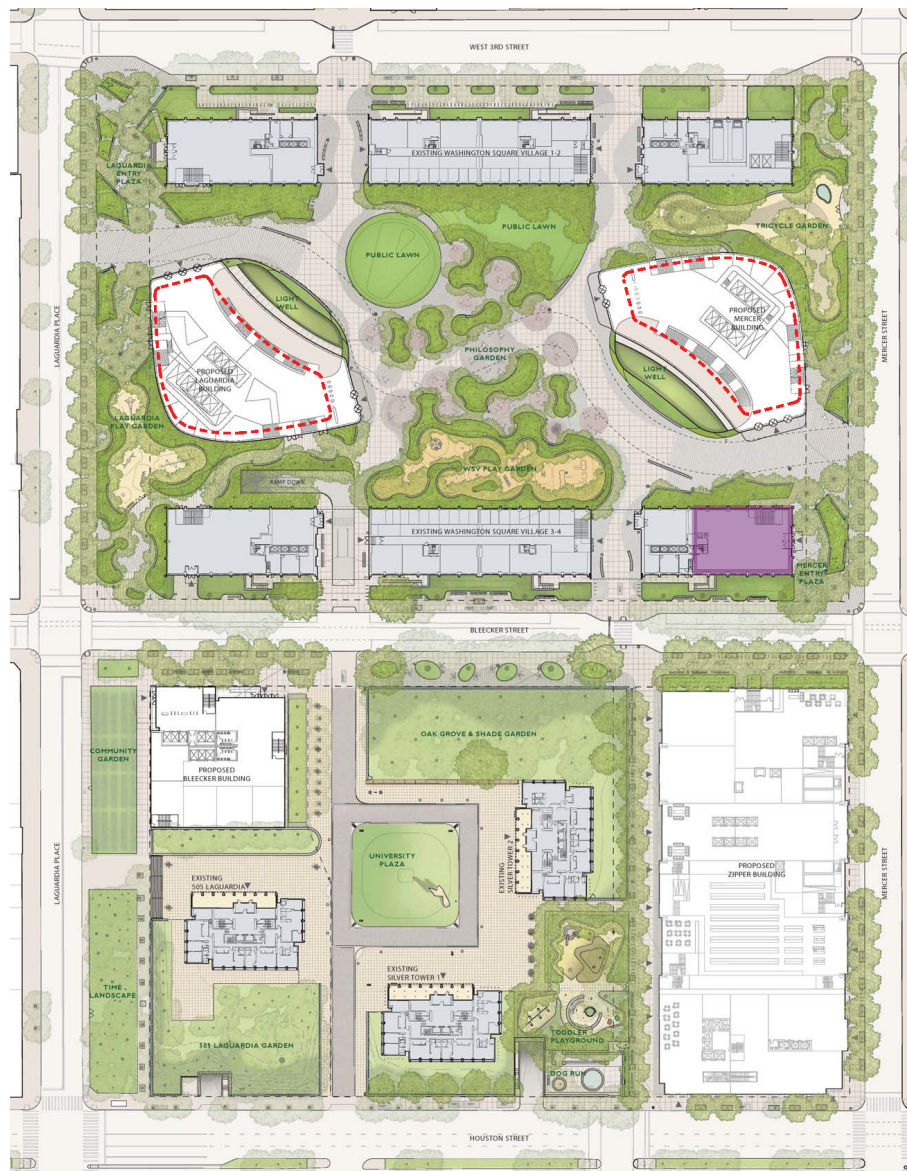 WEST 3RD STREET
EXISTING WASHINGTON SQUARE VILLAGE 1-2
LAGUARDIA
ENTRY
PLAZA
PUBLIC LAWN
TRICYCLE GARDEN
PUBLIC LAWN
LIGHT
WELL
PROPOSED
MERCER
BUILDING
LAGUARDIA PLACE
MERCER STREET
PHILOSOPHY
GARDEN
PROPOSED
LAGUARDIA
BUILDING
LIGHT
WELL
LAGUARDIA
PLAY GARDEN
WSV PLAY GARDEN
RAMP DOWN
EXISTING WASHINGTON SQUARE VILLAGE 3-4
MERCER
ENTRY
PLAZA
BLEECKER STREET
OAK GROVE & SHADE GARDEN
COMMUNITY
GARDEN
PROPOSED
BLEECKER BUILDING
LAGUARDIA PLACE
UNIVERSITY
PLAZA
EXISTING
SILVER TOWER 2
PROPOSED
ZIPPER BUILDING
MERCER STREET
EXISTING
505 LAGUARDIA
EXISTING
SILVER TOWER 1
TIME
LANDSCAPE
505 LAGUARDIA GARDEN
TODDLER
PLAYGROUND
DOG RUN
HOUSTON STREET